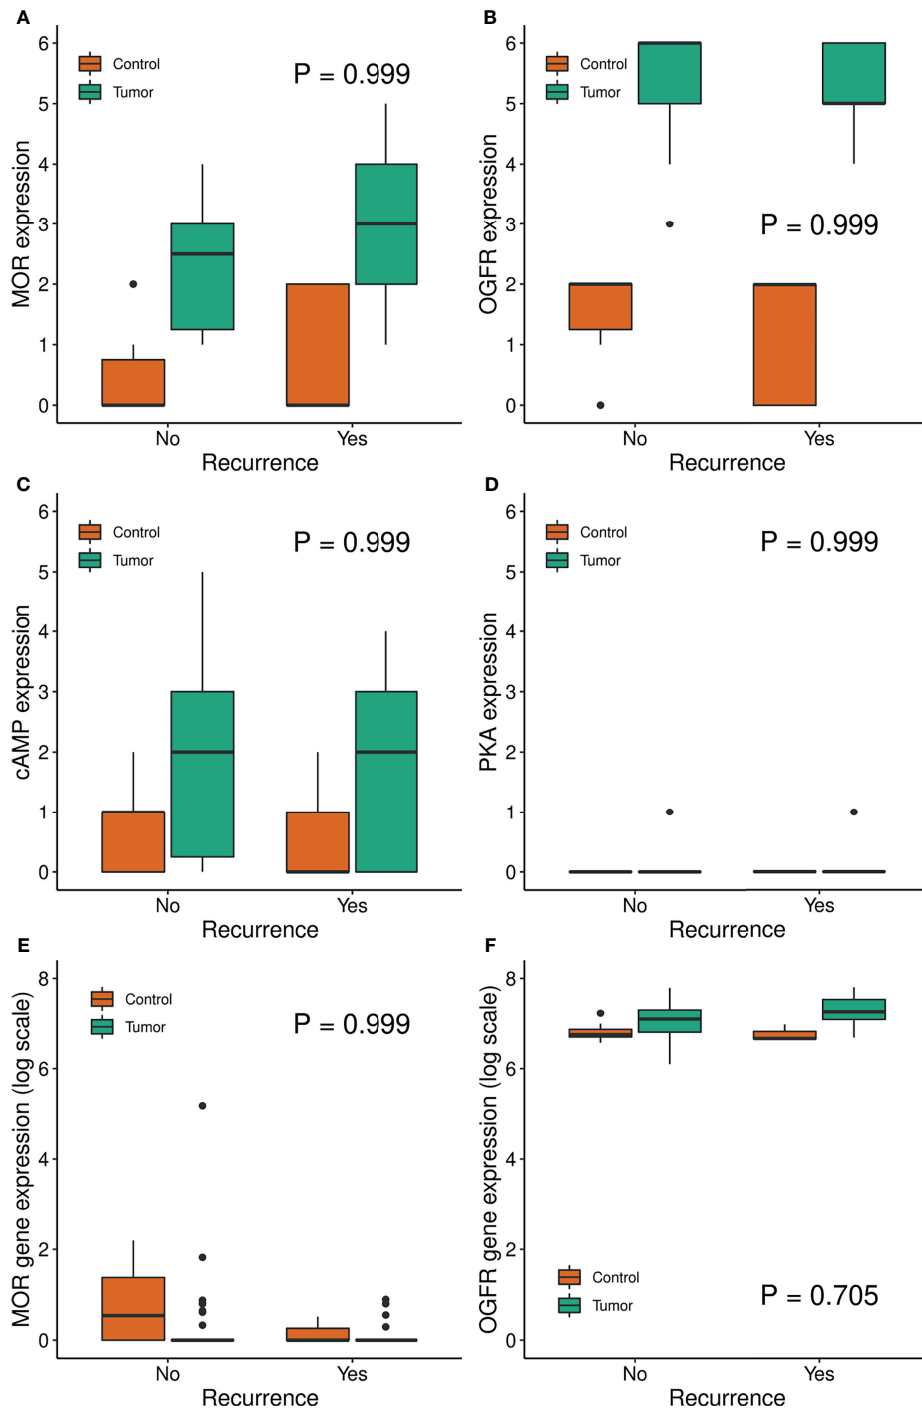 A
MOR expression
6
5
4
3
2
1
0
Control
Tumor
P = 0.999
No
Yes
Recurrence
B
OGFR expression
6
5
4
3
2
1
0
Control
Tumor
P = 0.999
No
Yes
Recurrence
C
cAMP expression
6
5
4
3
2
1
0
Control
Tumor
P = 0.999
No
Yes
Recurrence
D
PKA expression
6
5
4
3
2
1
0
Control
Tumor
P = 0.999
No
Yes
Recurrence
E
MOR gene expression (log scale)
8
6
4
2
0
Control
Tumor
P = 0.999
No
Yes
Recurrence
F
OGFR gene expression (log scale)
8
6
4
2
0
Control
Tumor
P = 0.705
No
Yes
Recurrence